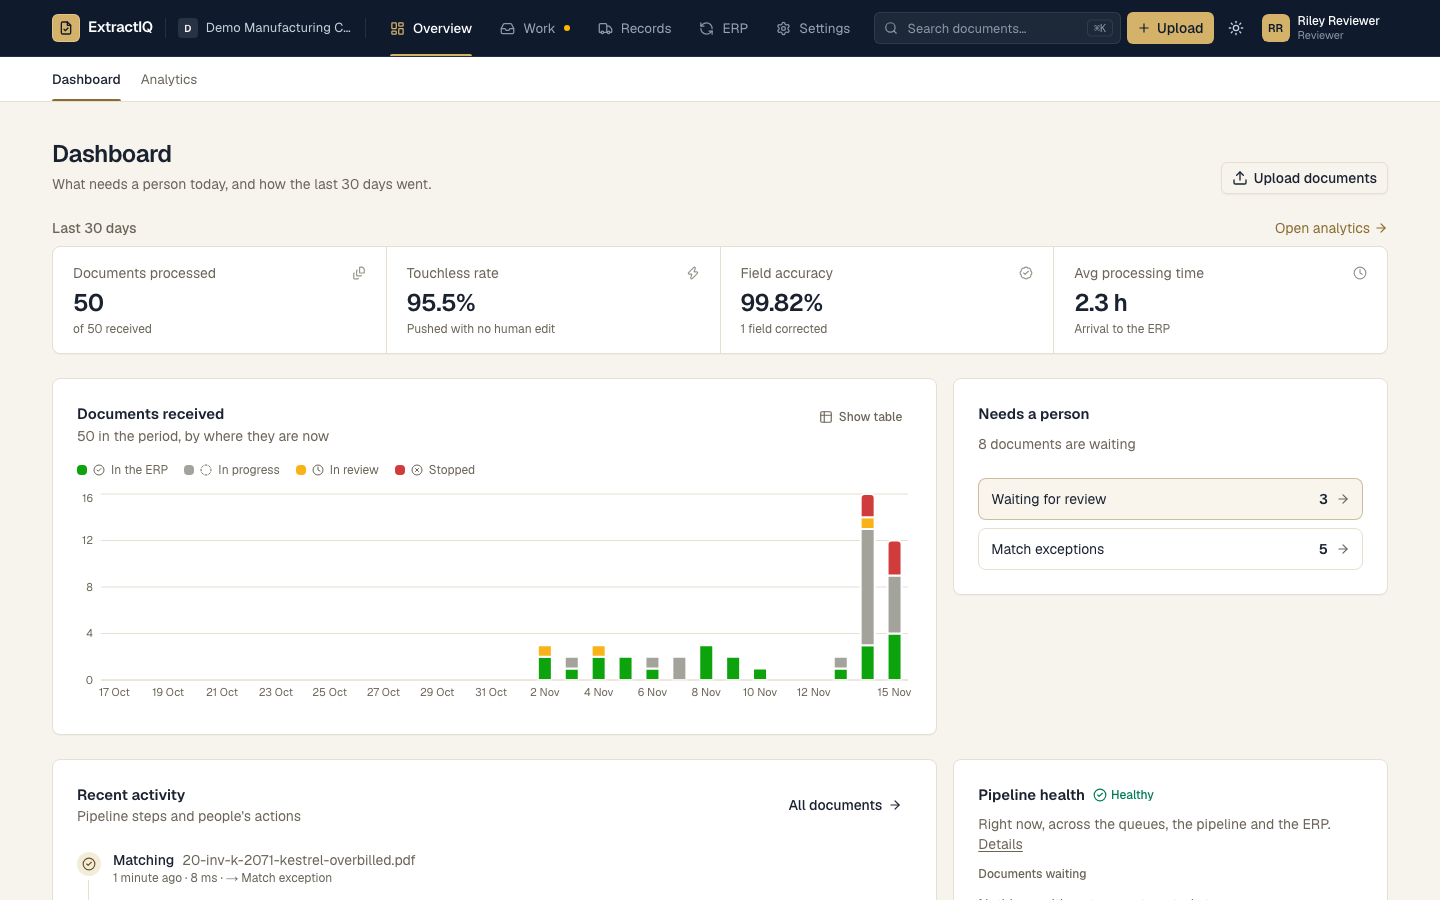 ExtractIQ
D Demo Manufacturing C...
Overview
Work
Records
ERP
Settings
Search documents...
⌘K
+ Upload
RR
Riley Reviewer
Reviewer
Dashboard
Analytics
Dashboard
What needs a person today, and how the last 30 days went.
Upload documents
Last 30 days
Open analytics →
Documents processed
50
of 50 received
Touchless rate
95.5%
Pushed with no human edit
Field accuracy
99.82%
1 field corrected
Avg processing time
2.3 h
Arrival to the ERP
Documents received
50 in the period, by where they are now
Show table
In the ERP
In progress
In review
Stopped
16
12
8
4
0
17 Oct 19 Oct 21 Oct 23 Oct 25 Oct 27 Oct 29 Oct 31 Oct 2 Nov 4 Nov 6 Nov 8 Nov 10 Nov 12 Nov 15 Nov
Needs a person
8 documents are waiting
Waiting for review 3 →
Match exceptions 5 →
Recent activity
Pipeline steps and people's actions
All documents →
Matching 20-inv-k-2071-kestrel-overbilled.pdf
1 minute ago · 8 ms · → Match exception
Pipeline health Healthy
Right now, across the queues, the pipeline and the ERP.
Details
Documents waiting